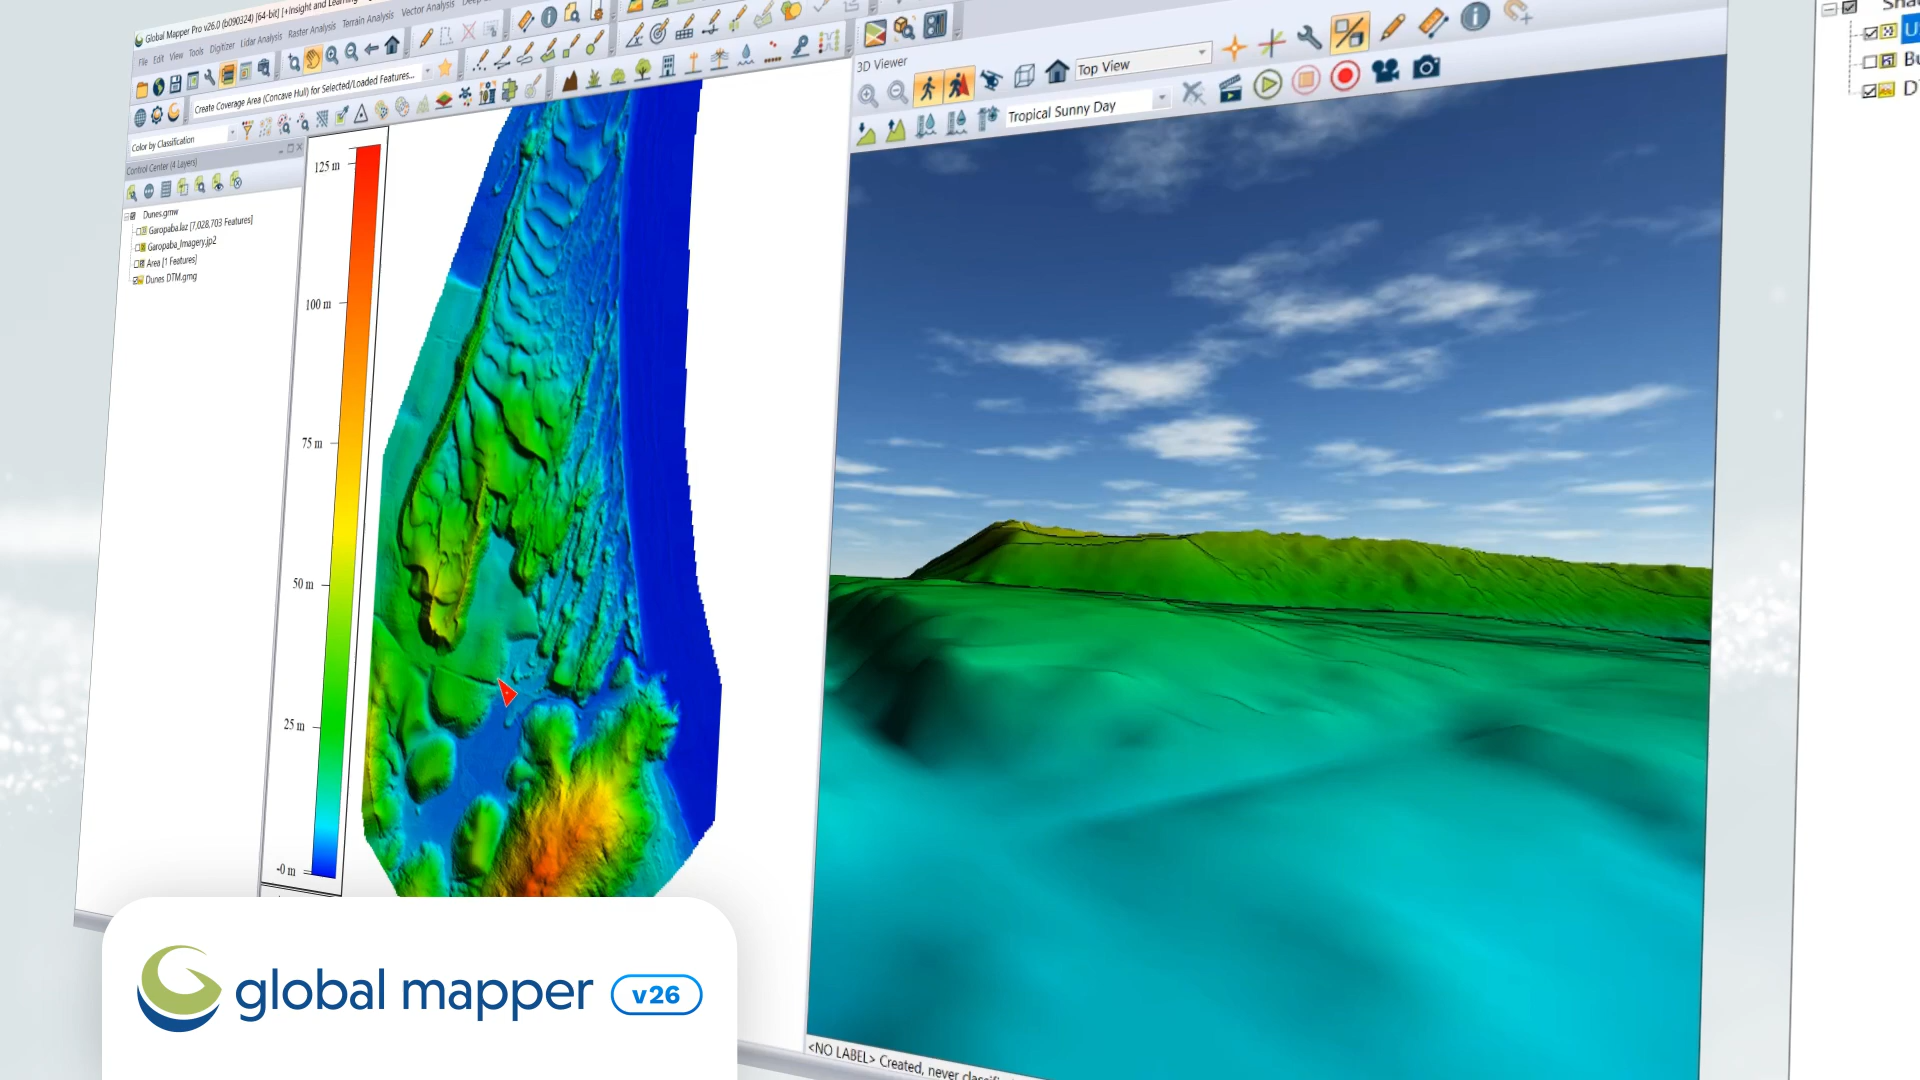 Global Mapper Pro v26.0 (b090324) [64-bit] [+Insight and Learning
File Edit View Tools Digitizer Lidar Analysis Raster Analysis Terrain Analysis Vector Analysis
Create Coverage Area (Concave Hull) for Selected/Loaded Features...
Color by Classification
Control Center (4 Layers)
Dunes.gmw
Garopaba.laz [7,028,703 Features]
Garopaba_Imagery.jp2
Area [1 Features]
Dunes DTM.gmg
125 m
100 m
75 m
50 m
25 m
-0 m
3D Viewer
Top View
Tropical Sunny Day
<NO LABEL> Created, never
global mapper v26